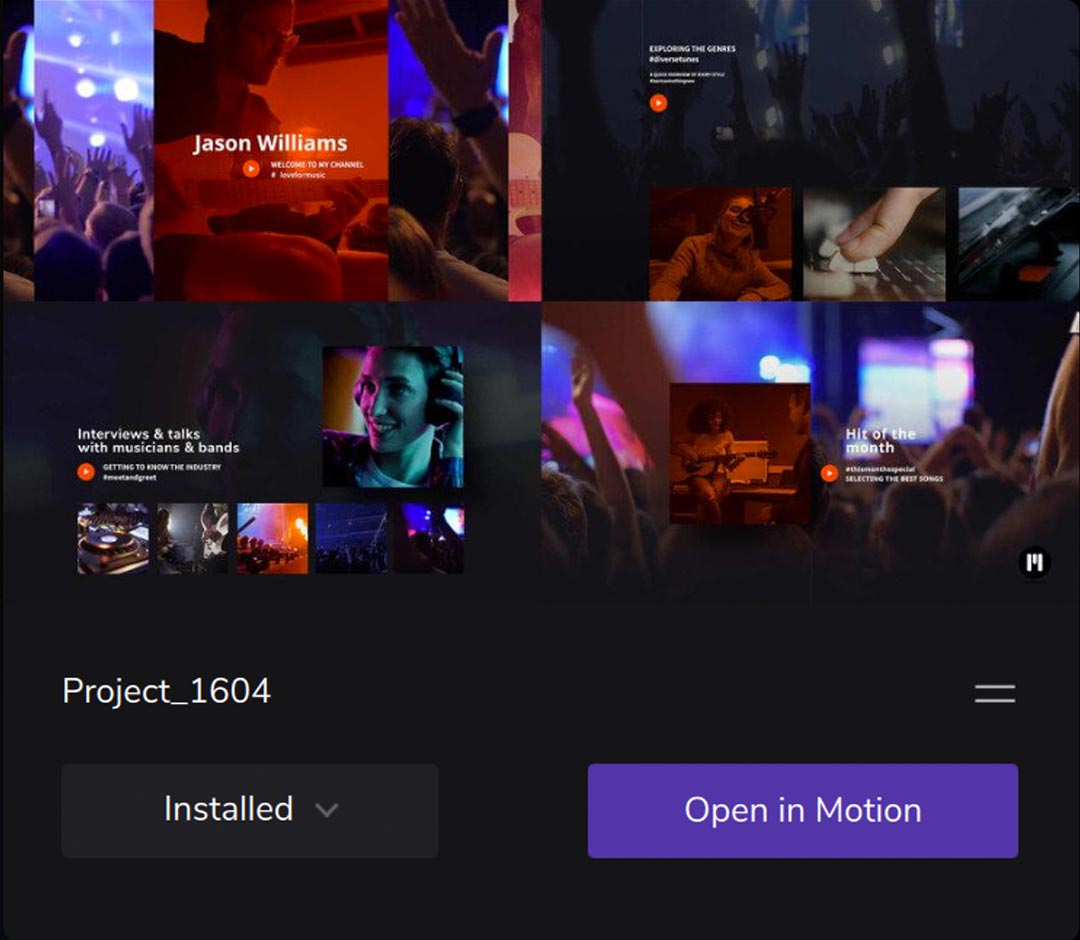 Jason Williams
WELCOME TO MY CHANNEL
# loveformusic
EXPLORING THE GENRES
#diversetunes
A QUICK OVERVIEW OF EVERY STYLE
Interviews & talks
with musicians & bands
GETTING TO KNOW THE INDUSTRY
#meetandgreet
Hit of the
month
#thismonthsspecial
SELECTING THE BEST SONGS
Project_1604
Installed
Open in Motion